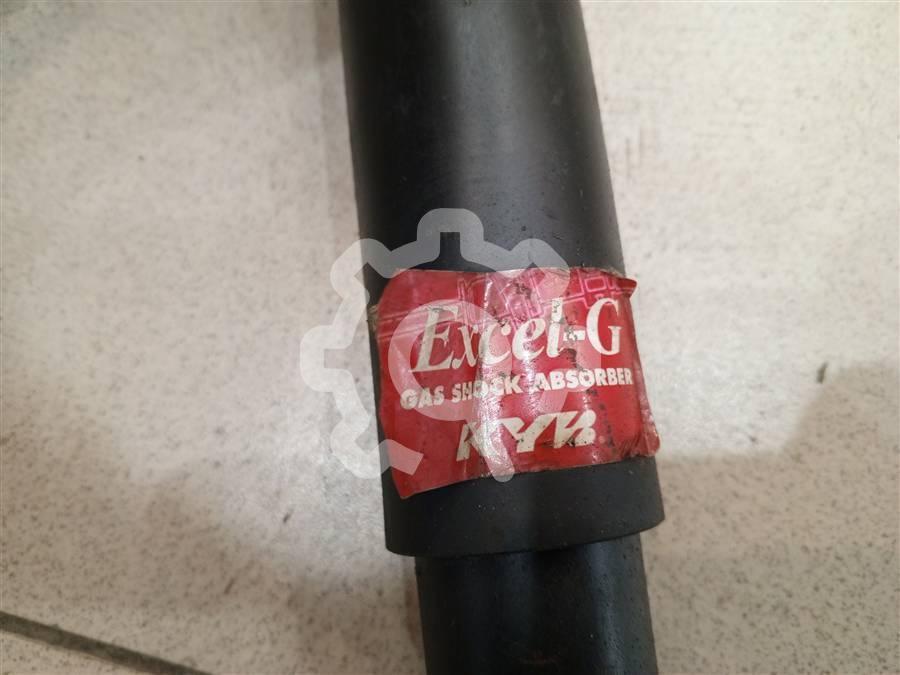 Excel-G
GAS SHOCK ABSORBER
KYB